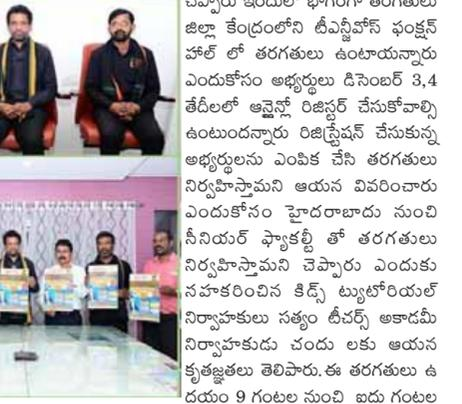 చెప్పారు ఇందులో భాగంగా తరగతులు
జిల్లా కేంద్రంలోని టీఎన్జీవోస్ ఫంక్షన్
హాల్ లో తరగతులు ఉంటాయన్నారు
ఎందుకోసం అభ్యర్థులు డిసెంబర్ 3,4
తేదీలలో ఆన్లైన్లో రిజిస్టర్ చేసుకోవాల్సి
ఉంటుందన్నారు రిజిస్ట్రేషన్ చేసుకున్న
అభ్యర్థులను ఎంపిక చేసి తరగతులు
నిర్వహిస్తామని ఆయన వివరించారు
ఎందుకోనం హైదరాబాదు నుంచి
సీనియర్ ఫ్యాకల్టీ తో తరగతులు
నిర్వహిస్తామని చెప్పారు ఎందుకు
నహకరించిన కిడ్స్ ట్యుటోరియల్
నిర్వాహకులు సత్యం టీచర్స్ అకాడమీ
నిర్వాహకుడు చందు లకు ఆయన
కృతజ్ఞతలు తెలిపారు.ఈ తరగతులు ఉ
దయం 9 గంటల నుంచి ఐదు గంటల